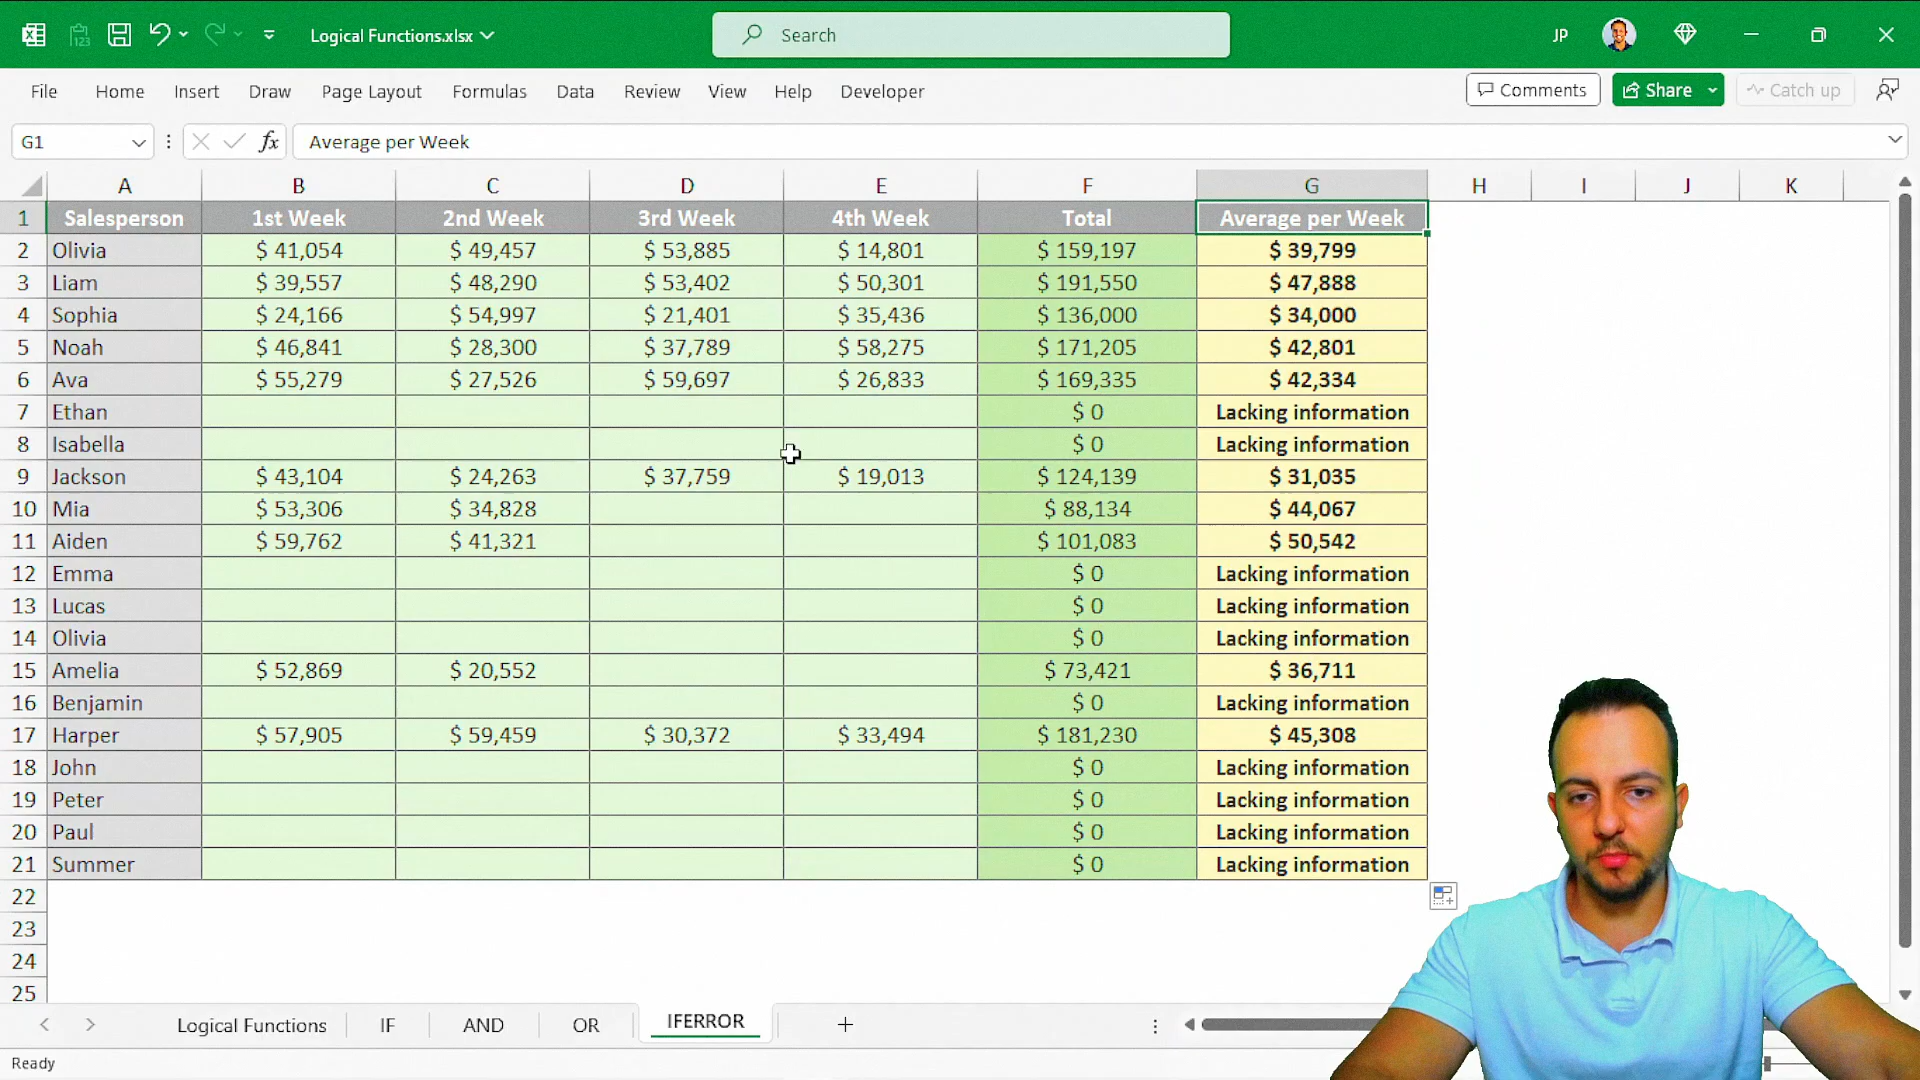 Logical Functions.xlsx Search JP
File Home Insert Draw Page Layout Formulas Data Review View Help Developer Comments Share Catch up
G1 fx Average per Week
A B C D E F G H I J K
1 Salesperson 1st Week 2nd Week 3rd Week 4th Week Total Average per Week
2 Olivia $ 41,054 $ 49,457 $ 53,885 $ 14,801 $ 159,197 $ 39,799
3 Liam $ 39,557 $ 48,290 $ 53,402 $ 50,301 $ 191,550 $ 47,888
4 Sophia $ 24,166 $ 54,997 $ 21,401 $ 35,436 $ 136,000 $ 34,000
5 Noah $ 46,841 $ 28,300 $ 37,789 $ 58,275 $ 171,205 $ 42,801
6 Ava $ 55,279 $ 27,526 $ 59,697 $ 26,833 $ 169,335 $ 42,334
7 Ethan $ 0 Lacking information
8 Isabella $ 0 Lacking information
9 Jackson $ 43,104 $ 24,263 $ 37,759 $ 19,013 $ 124,139 $ 31,035
10 Mia $ 53,306 $ 34,828 $ 88,134 $ 44,067
11 Aiden $ 59,762 $ 41,321 $ 101,083 $ 50,542
12 Emma $ 0 Lacking information
13 Lucas $ 0 Lacking information
14 Olivia $ 0 Lacking information
15 Amelia $ 52,869 $ 20,552 $ 73,421 $ 36,711
16 Benjamin $ 0 Lacking information
17 Harper $ 57,905 $ 59,459 $ 30,372 $ 33,494 $ 181,230 $ 45,308
18 John $ 0 Lacking information
19 Peter $ 0 Lacking information
20 Paul $ 0 Lacking information
21 Summer $ 0 Lacking information
22
23
24
25
Logical Functions IF AND OR IFERROR
Ready